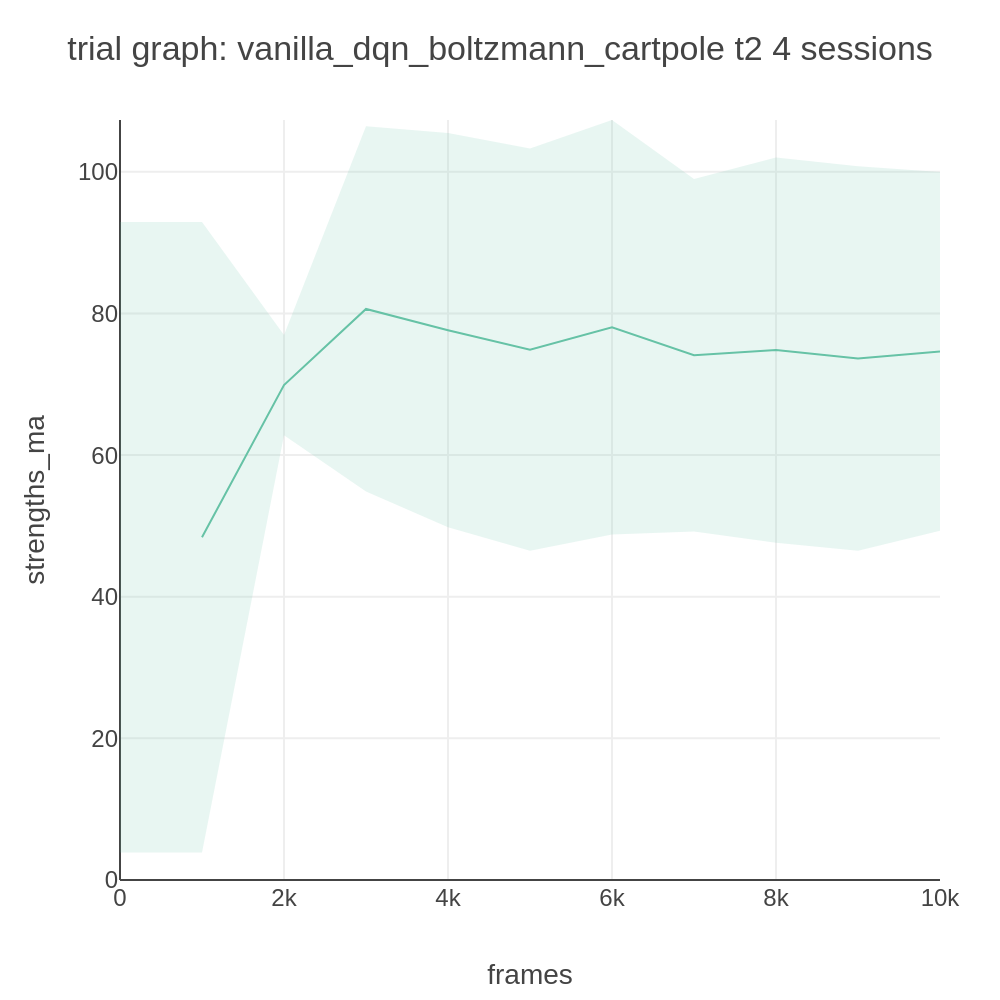 trial graph: vanilla_dqn_boltzmann_cartpole t2 4 sessions
100
80
60
40
20
0
strengths_ma
0 2k 4k 6k 8k 10k
frames